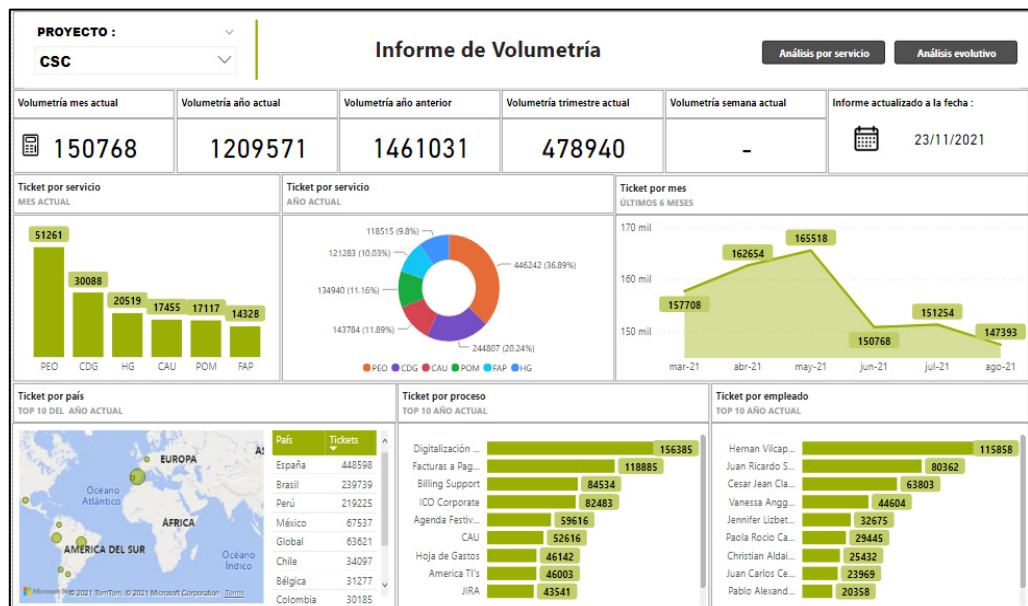 PROYECTO :
CSC
Informe de Volumetría
Análisis por servicio
Análisis evolutivo
Volumetría mes actual
Volumetría año actual
Volumetría año anterior
Volumetría trimestre actual
Volumetría semana actual
Informe actualizado a la fecha :
150768
1209571
1461031
478940
-
23/11/2021
Ticket por servicio
MES ACTUAL
51261
30088
20519
17455
17117
14328
PEO
CDG
HG
CAU
POM
FAP
Ticket por servicio
AÑO ACTUAL
118515 (9.8%)
121283 (10.03%)
134940 (11.16%)
143784 (11.89%)
446242 (36.89%)
244807 (20.24%)
PEO CDG CAU POM FAP HG
Ticket por mes
ÚLTIMOS 6 MESES
170 mil
160 mil
150 mil
157708
162654
165518
150768
151254
147393
mar-21
abr-21
may-21
jun-21
jul-21
ago-21
Ticket por país
TOP 10 DEL AÑO ACTUAL
EUROPA
Océano
Atlántico
ÁFRICA
AMÉRICA DEL SUR
Océano
Índico
© 2021 TomTom, © 2021 Microsoft Corporation Terms
País Tickets
España 448598
Brasil 239739
Perú 219225
México 67537
Global 63621
Chile 34097
Bélgica 31277
Colombia 30185
Ticket por proceso
TOP 10 AÑO ACTUAL
Digitalización ... 156385
Facturas a Pag... 118885
Billing Support 84534
ICO Corporate 82483
Agenda Festiv... 59616
CAU 52616
Hoja de Gastos 46142
America TI's 46003
JIRA 43541
Ticket por empleado
TOP 10 AÑO ACTUAL
Hernan Vilcap... 115858
Juan Ricardo S... 80362
Cesar Jean Cla... 63803
Vanessa Angg... 44604
Jennifer Lizbet... 32675
Paola Rocio Ca... 29445
Christian Aldai... 25432
Juan Carlos Ce... 23969
Pablo Alexand... 20358